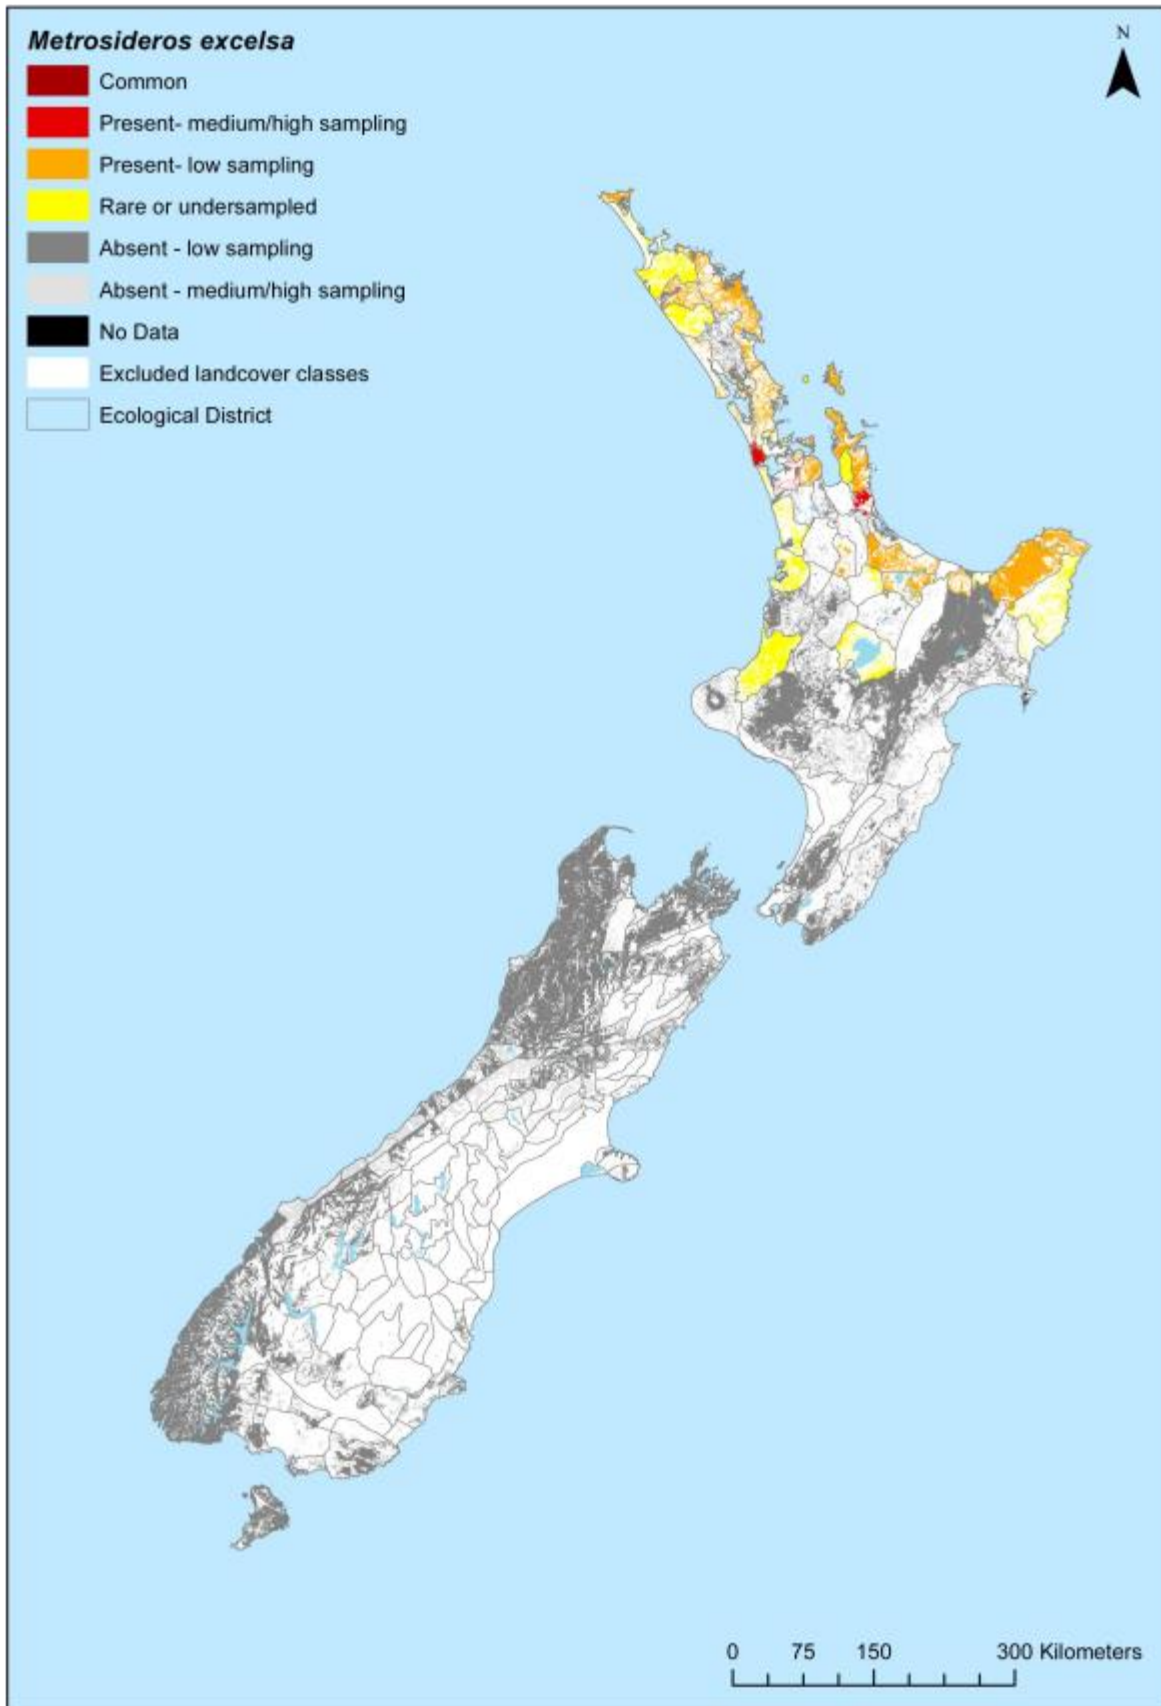 Metrosideros excelsa
N
Common
Present- medium/high sampling
Present- low sampling
Rare or undersampled
Absent - low sampling
Absent - medium/high sampling
No Data
Excluded landcover classes
Ecological District
0 75 150 300 Kilometers